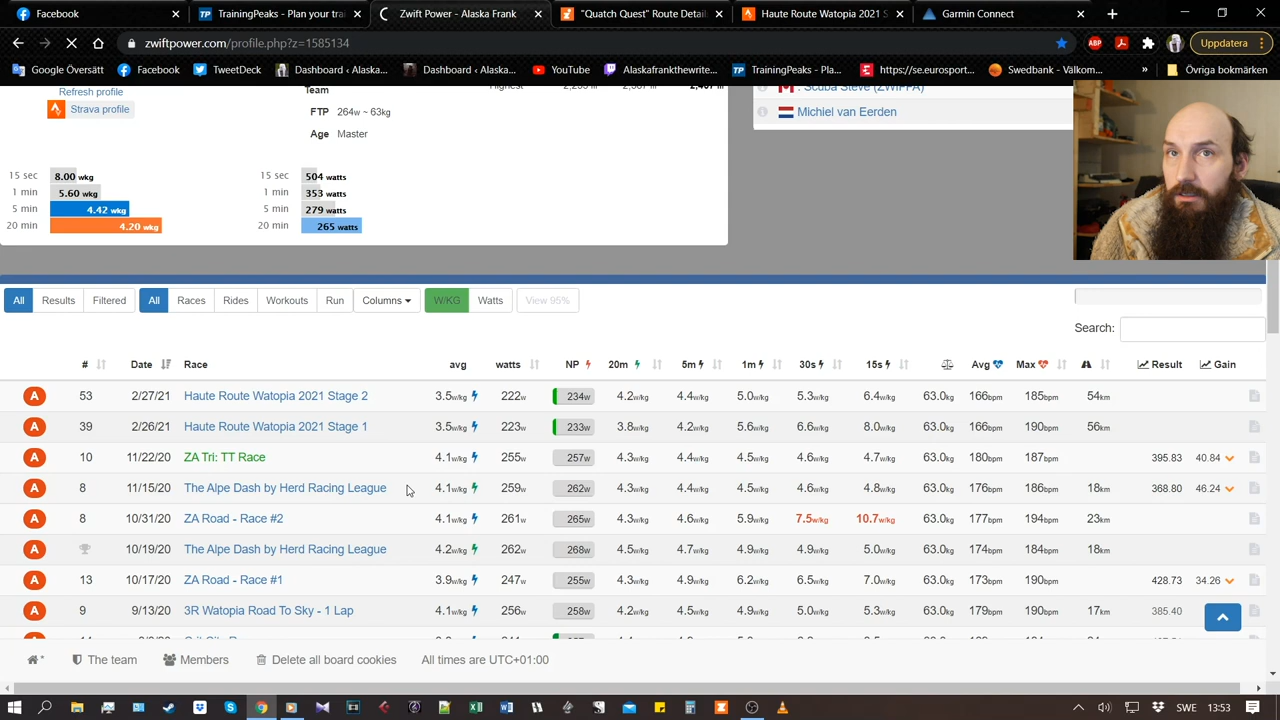 Facebook TrainingPeaks - Plan your trai Zwift Power - Alaska Frank "Quatch Quest" Route Detail Haute Route Watopia 2021 S Garmin Connect
zwiftpower.com/profile.php?z=1585134 Uppdatera
Google Översätt Facebook TweetDeck Dashboard ‹ Alaska... Dashboard ‹ Alaska... YouTube Alaskafrankthewrite... TrainingPeaks - Pla... https://se.eurosport... Swedbank - Välkom... » Övriga bokmärken
Refresh profile
Strava profile
Team
FTP 264w ~ 63kg
Age Master
: Scuba Steve (ZWIFFA)
Michiel van Eerden
15 sec 8.00 wkg 15 sec 504 watts
1 min 5.60 wkg 1 min 353 watts
5 min 4.42 wkg 5 min 279 watts
20 min 4.20 wkg 20 min 265 watts
All Results Filtered All Races Rides Workouts Run Columns W/KG Watts View 95%
Search:
# Date Race avg watts NP 20m 5m 1m 30s 15s Avg Max Result Gain
A 53 2/27/21 Haute Route Watopia 2021 Stage 2 3.5w/kg 222w 234w 4.2w/kg 4.4w/kg 5.0w/kg 5.3w/kg 6.4w/kg 63.0kg 166bpm 185bpm 54km
A 39 2/26/21 Haute Route Watopia 2021 Stage 1 3.5w/kg 223w 233w 3.8w/kg 4.2w/kg 5.6w/kg 6.6w/kg 8.0w/kg 63.0kg 166bpm 190bpm 56km
A 10 11/22/20 ZA Tri: TT Race 4.1w/kg 255w 257w 4.3w/kg 4.4w/kg 4.5w/kg 4.6w/kg 4.7w/kg 63.0kg 180bpm 187bpm 395.83 40.84
A 8 11/15/20 The Alpe Dash by Herd Racing League 4.1w/kg 259w 262w 4.3w/kg 4.4w/kg 4.5w/kg 4.6w/kg 4.8w/kg 63.0kg 176bpm 186bpm 18km 368.80 46.24
A 8 10/31/20 ZA Road - Race #2 4.1w/kg 261w 265w 4.3w/kg 4.6w/kg 5.9w/kg 7.5w/kg 10.7w/kg 63.0kg 177bpm 194bpm 23km
A 10/19/20 The Alpe Dash by Herd Racing League 4.2w/kg 262w 268w 4.5w/kg 4.7w/kg 4.9w/kg 4.9w/kg 5.0w/kg 63.0kg 174bpm 184bpm 18km
A 13 10/17/20 ZA Road - Race #1 3.9w/kg 247w 255w 4.3w/kg 4.9w/kg 6.2w/kg 6.5w/kg 7.0w/kg 63.0kg 173bpm 190bpm 428.73 34.26
A 9 9/13/20 3R Watopia Road To Sky - 1 Lap 4.1w/kg 256w 258w 4.2w/kg 4.5w/kg 4.9w/kg 5.0w/kg 5.3w/kg 63.0kg 179bpm 190bpm 17km 385.40
* The team Members Delete all board cookies All times are UTC+01:00
SWE 13:53